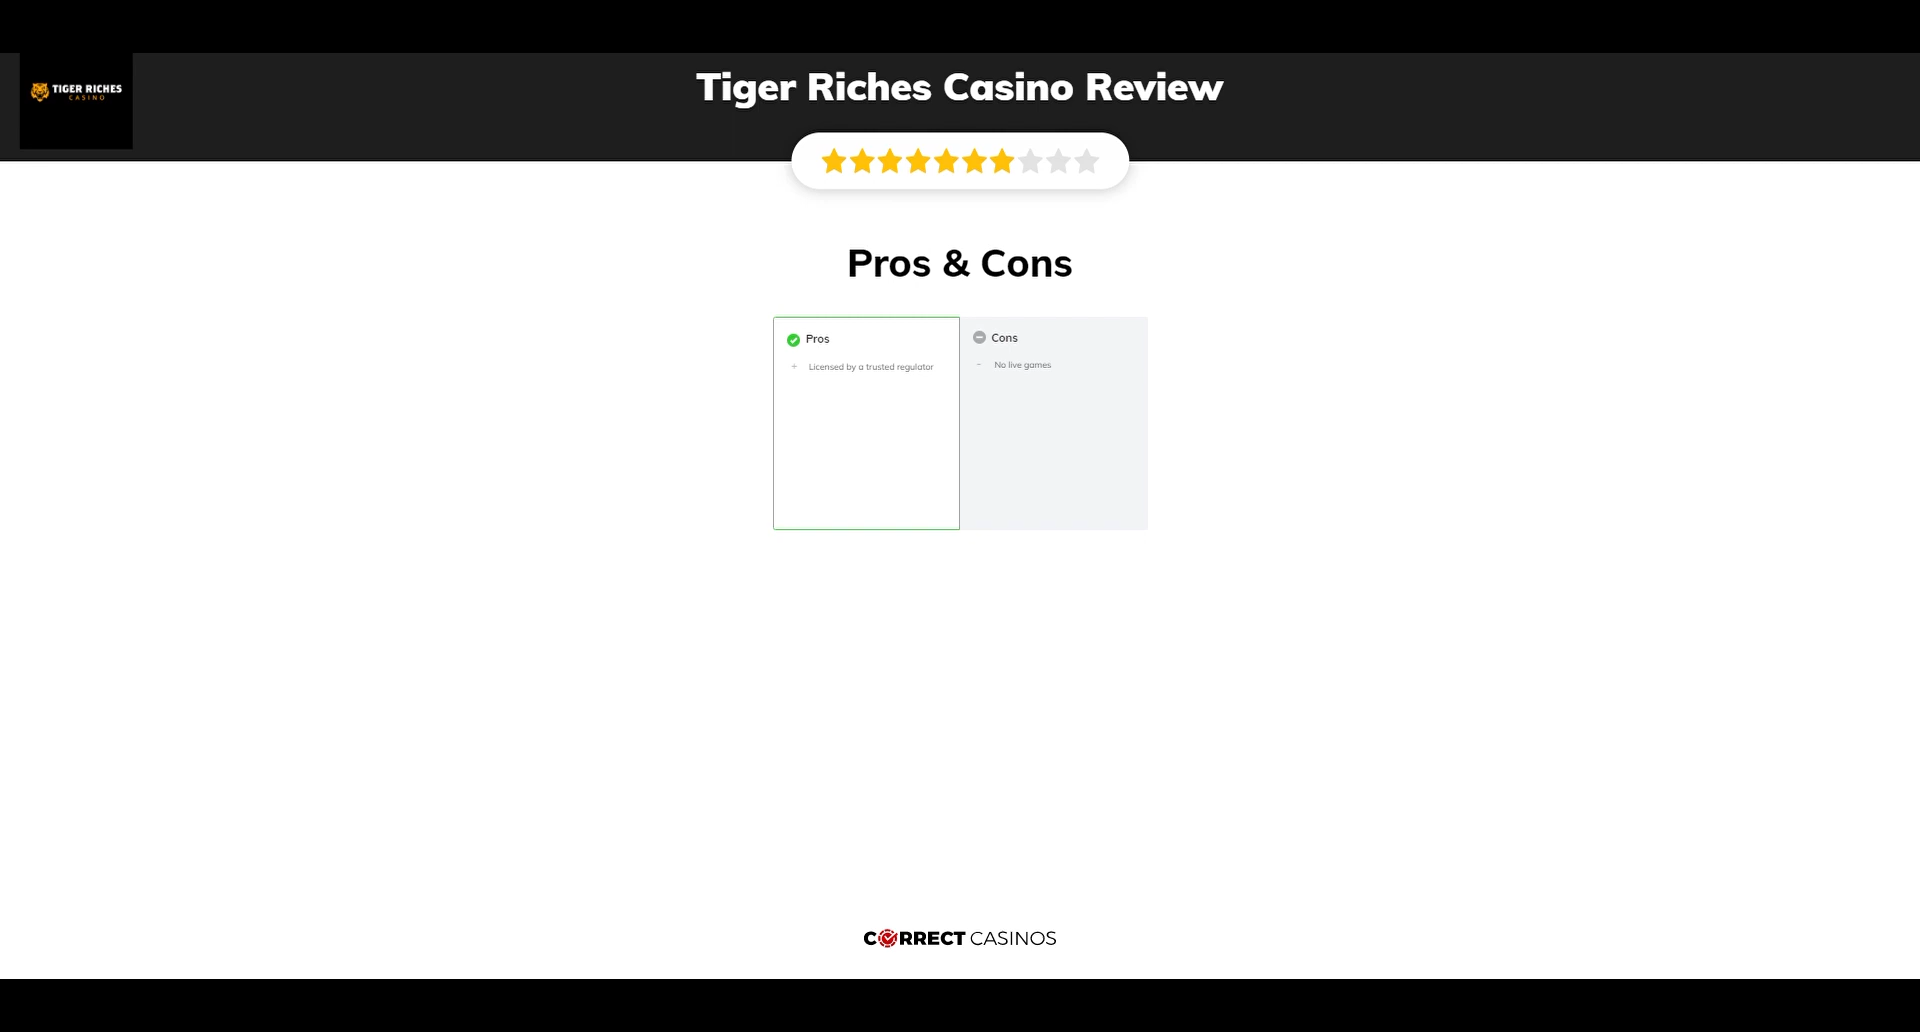 TIGER RICHES
CASINO
Tiger Riches Casino Review
Pros & Cons
Pros
+ Licensed by a trusted regulator
Cons
- No live games
CORRECT CASINOS